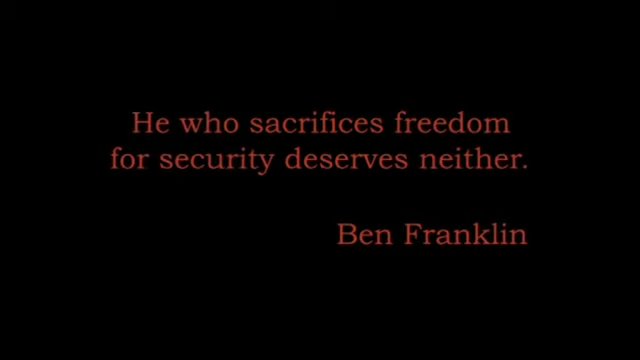 He who sacrifices freedom
for security deserves neither.
Ben Franklin